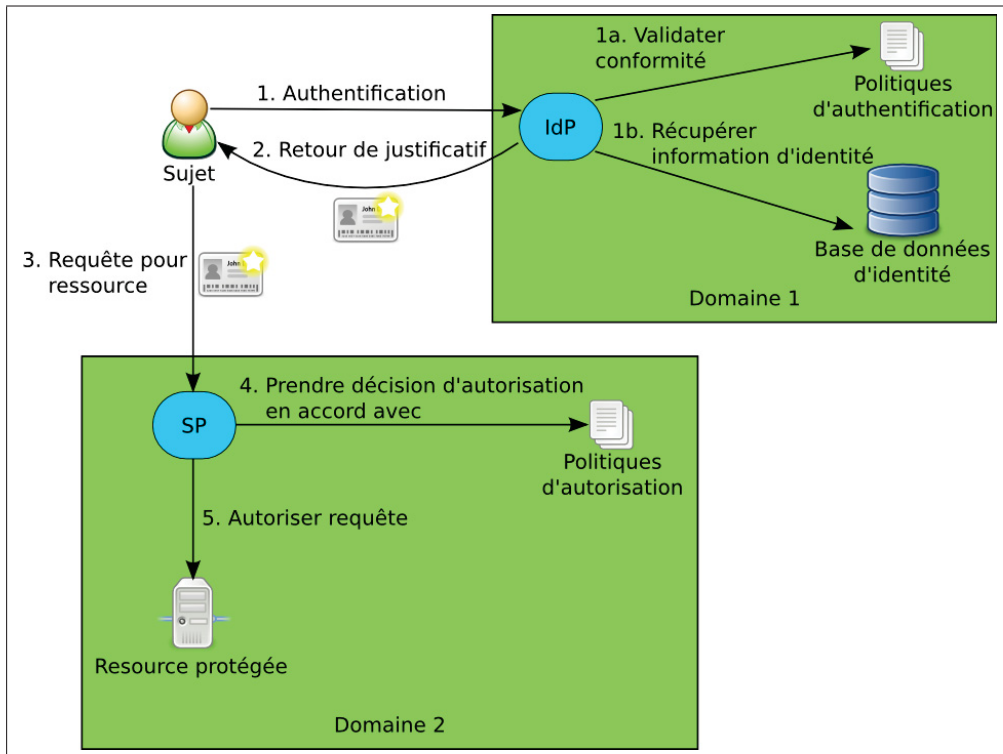 1a. Validater
conformité
Politiques
d'authentification
1. Authentification
IdP
1b. Récupérer
information d'identité
2. Retour de justificatif
Sujet
John
Base de données
d'identité
Domaine 1
3. Requête pour
ressource
John
4. Prendre décision d'autorisation
en accord avec
SP
Politiques
d'autorisation
5. Autoriser requête
Resource protégée
Domaine 2